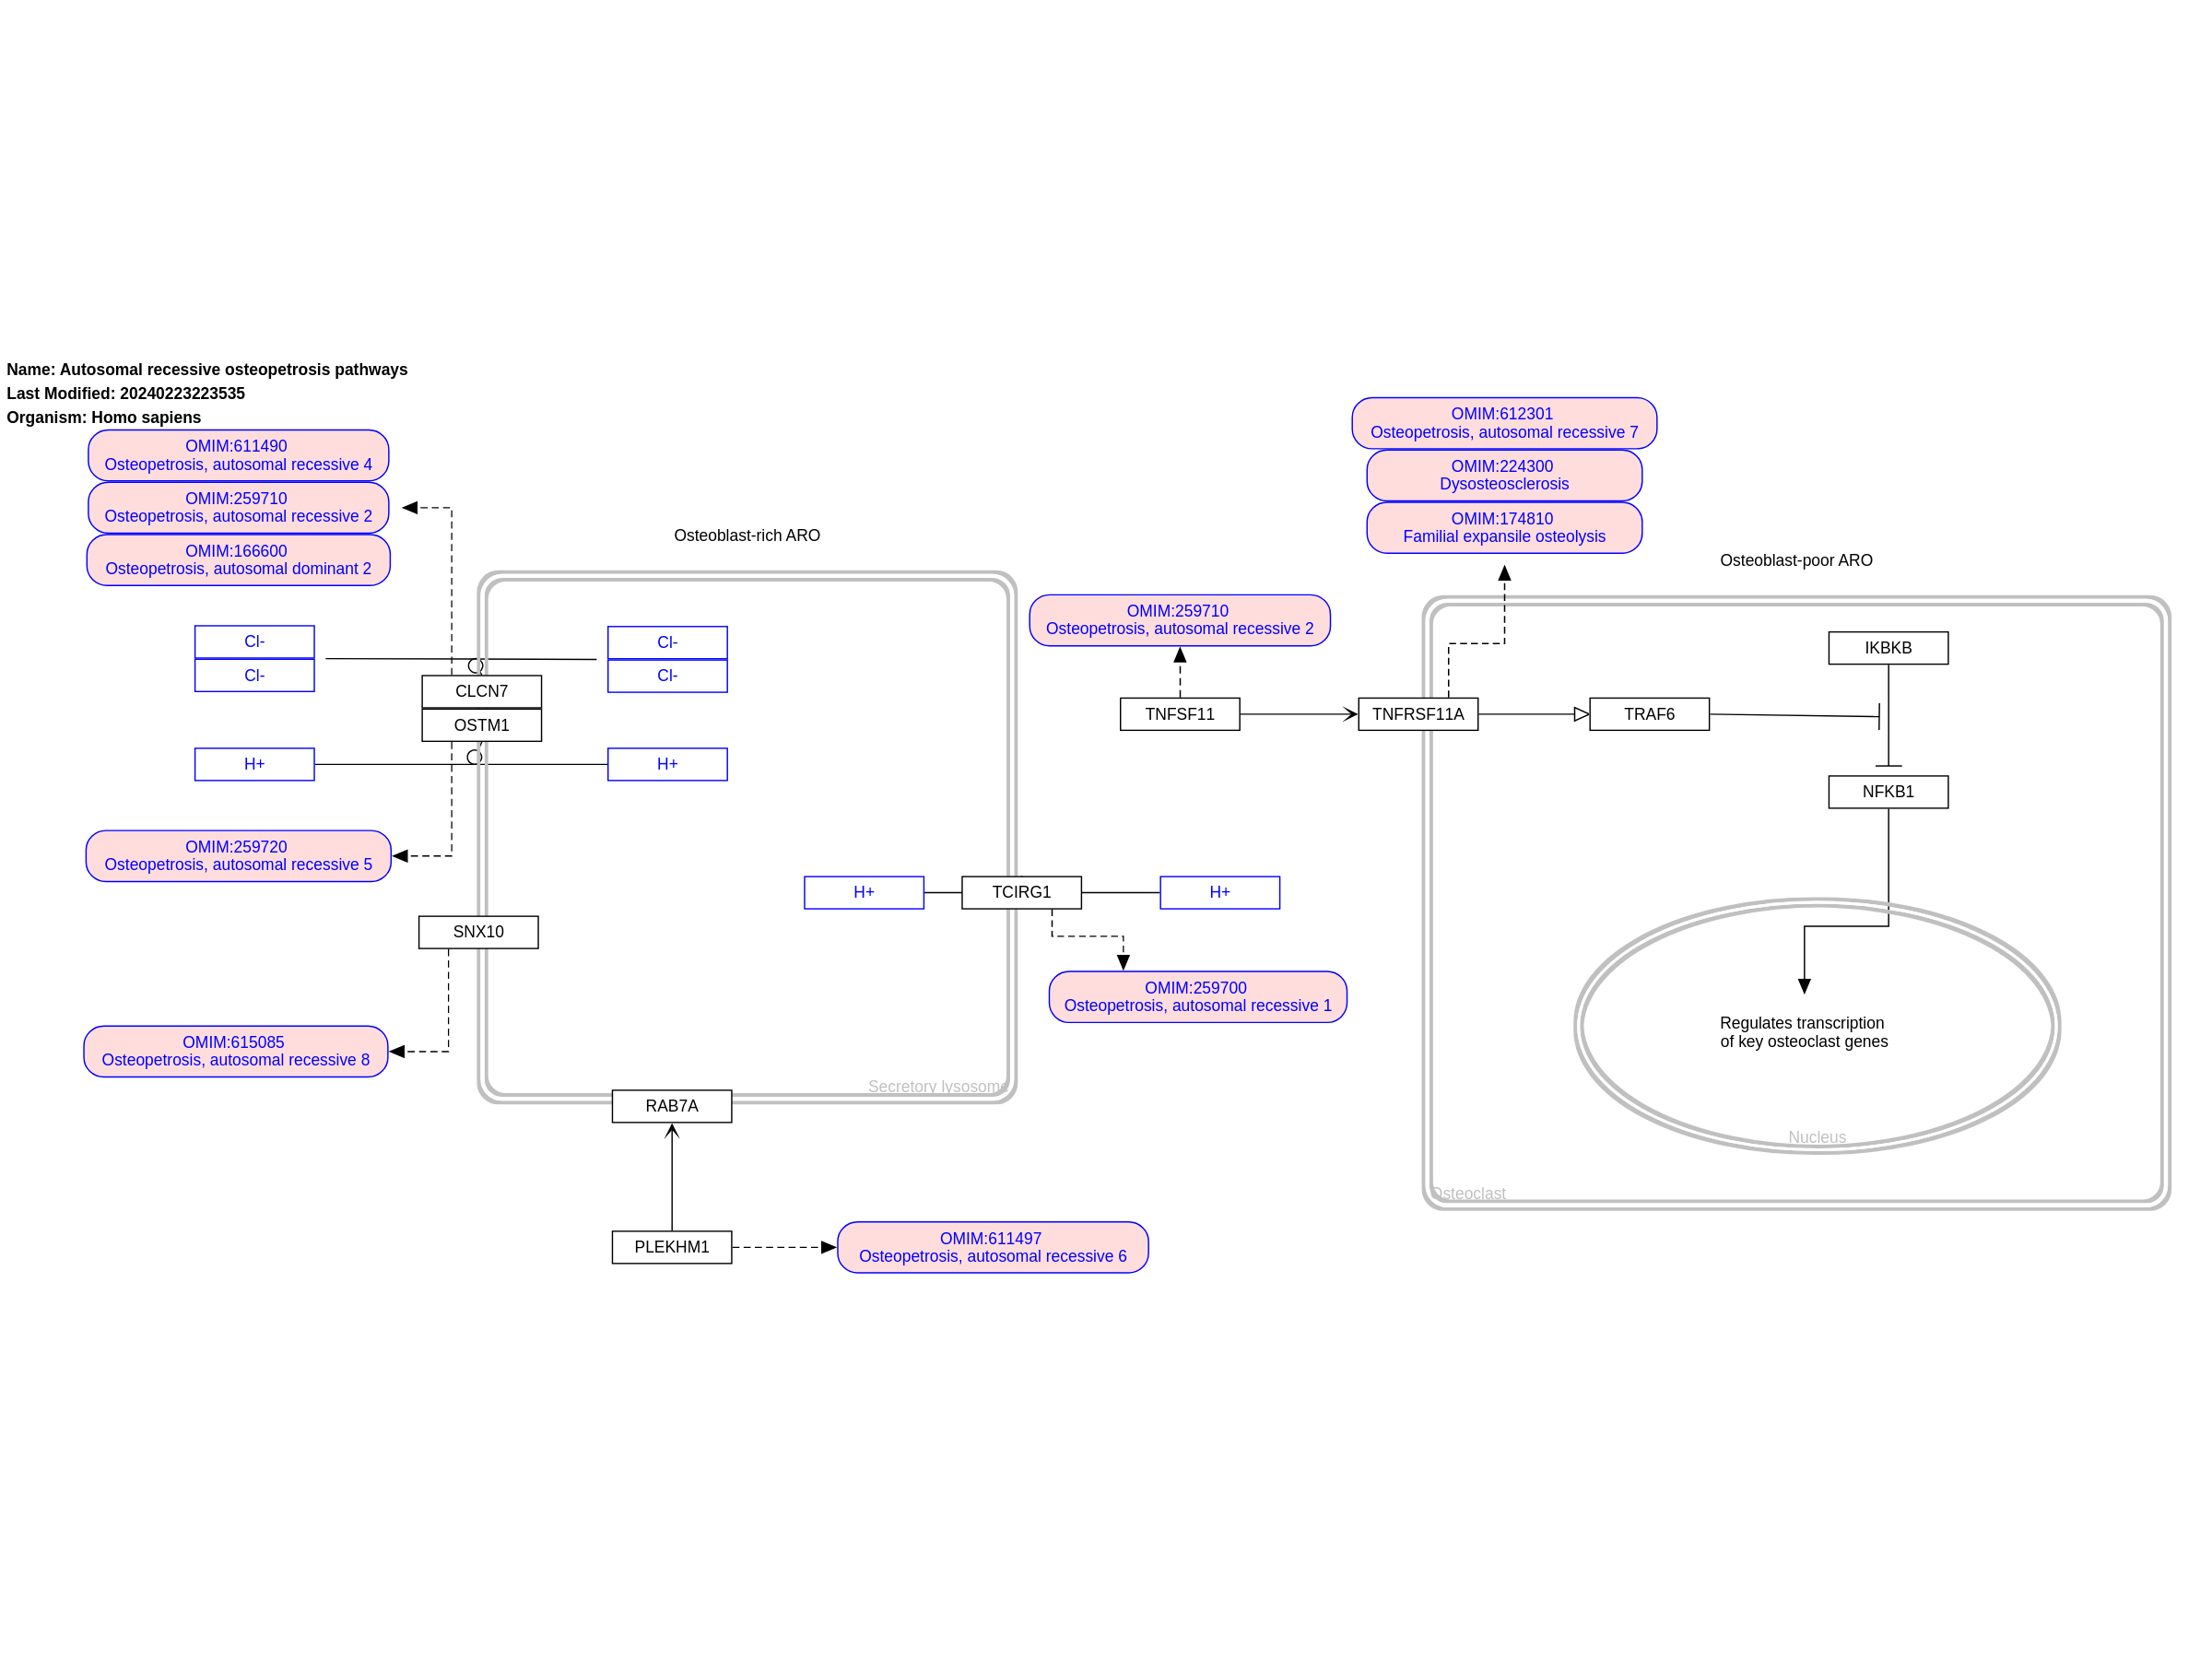 Name: Autosomal recessive osteopetrosis pathways
Last Modified: 20240223223535
Organism: Homo sapiens
OMIM:611490
Osteopetrosis, autosomal recessive 4
OMIM:259710
Osteopetrosis, autosomal recessive 2
OMIM:166600
Osteopetrosis, autosomal dominant 2
Osteoblast-rich ARO
Cl-
Cl-
Cl-
Cl-
CLCN7
OSTM1
H+
H+
OMIM:259720
Osteopetrosis, autosomal recessive 5
SNX10
OMIM:615085
Osteopetrosis, autosomal recessive 8
H+
TCIRG1
H+
OMIM:259700
Osteopetrosis, autosomal recessive 1
Secretory lysosome
RAB7A
PLEKHM1
OMIM:611497
Osteopetrosis, autosomal recessive 6
OMIM:612301
Osteopetrosis, autosomal recessive 7
OMIM:224300
Dysosteosclerosis
OMIM:174810
Familial expansile osteolysis
Osteoblast-poor ARO
OMIM:259710
Osteopetrosis, autosomal recessive 2
TNFSF11
TNFRSF11A
TRAF6
IKBKB
NFKB1
Regulates transcription
of key osteoclast genes
Nucleus
Osteoclast